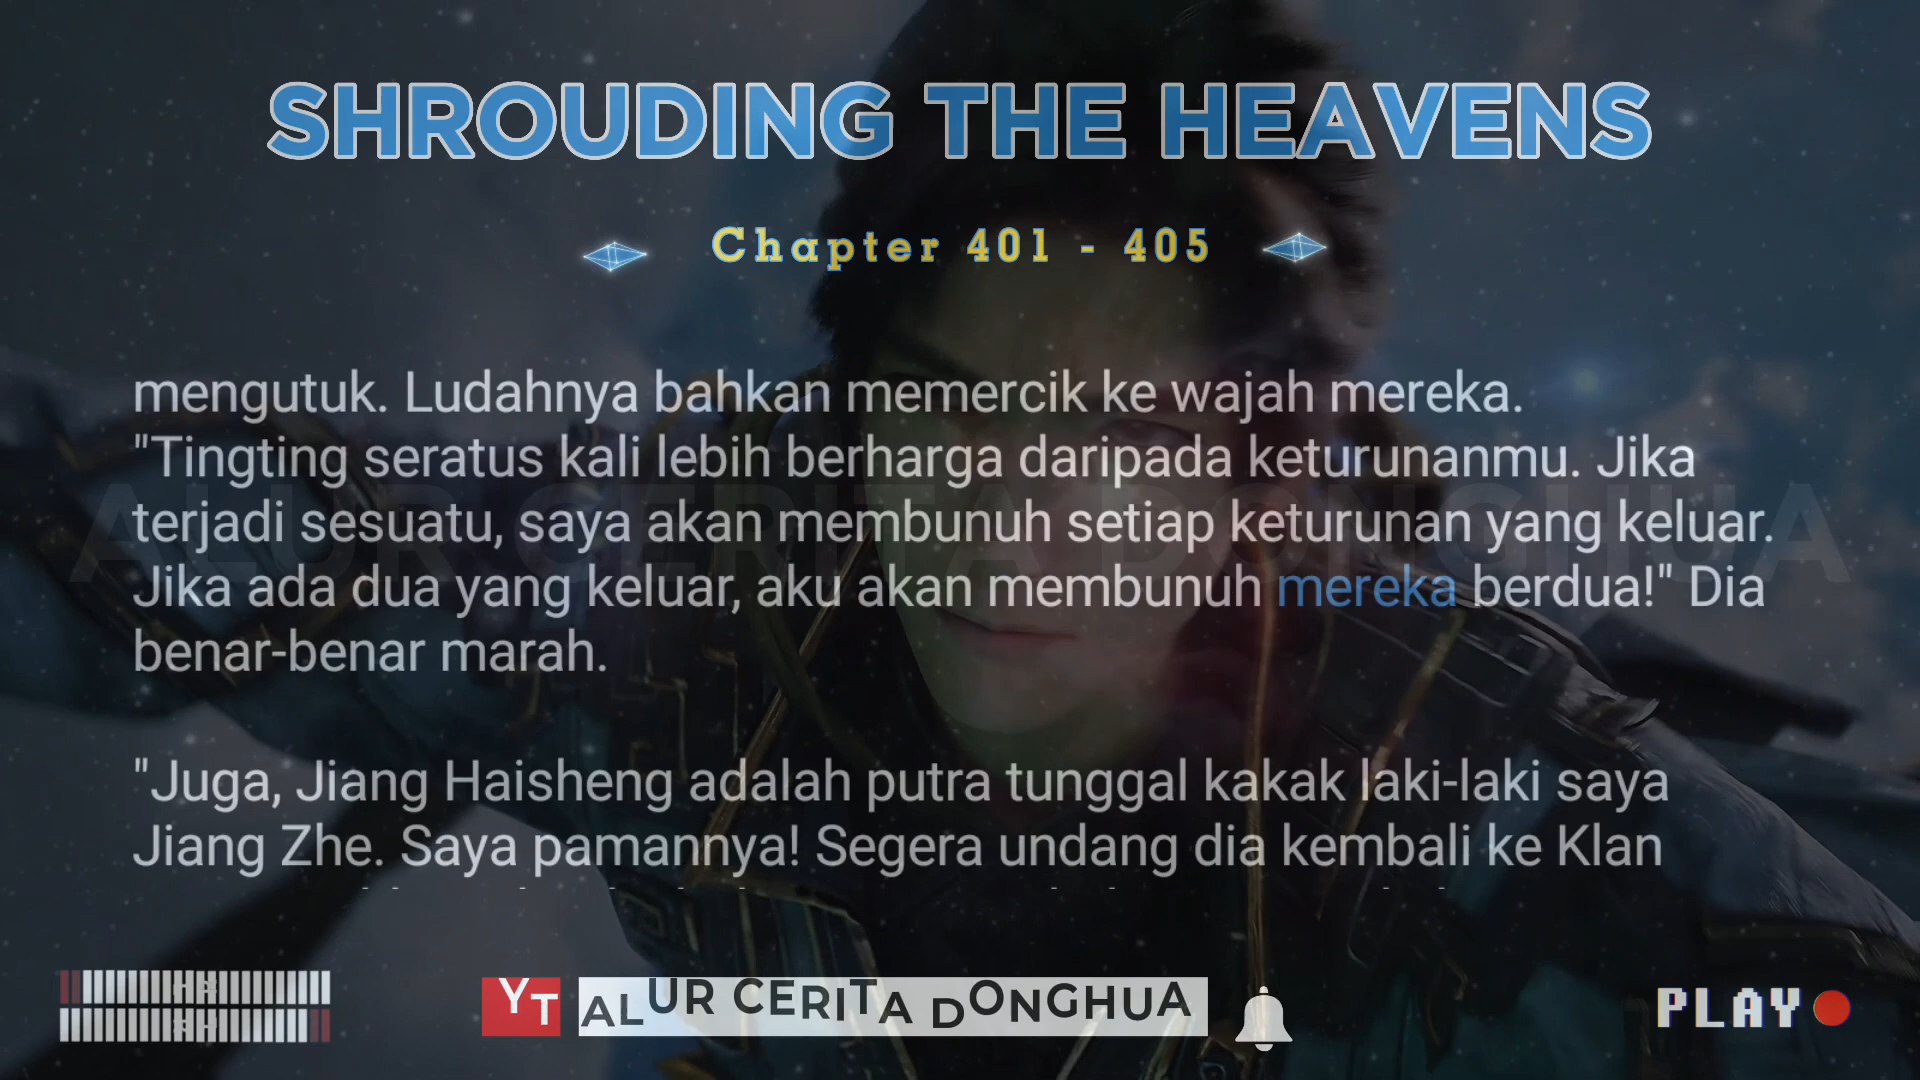 SHROUDING THE HEAVENS
Chapter 401 - 405
mengutuk. Ludahnya bahkan memercik ke wajah mereka.
"Tingting seratus kali lebih berharga daripada keturunanmu. Jika
terjadi sesuatu, saya akan membunuh setiap keturunan yang keluar.
Jika ada dua yang keluar, aku akan membunuh mereka berdua!" Dia
benar-benar marah.
"Juga, Jiang Haisheng adalah putra tunggal kakak laki-laki saya
Jiang Zhe. Saya pamannya! Segera undang dia kembali ke Klan
ALUR CERITA DONGHUA
YT ALUR CERITA DONGHUA
PLAY